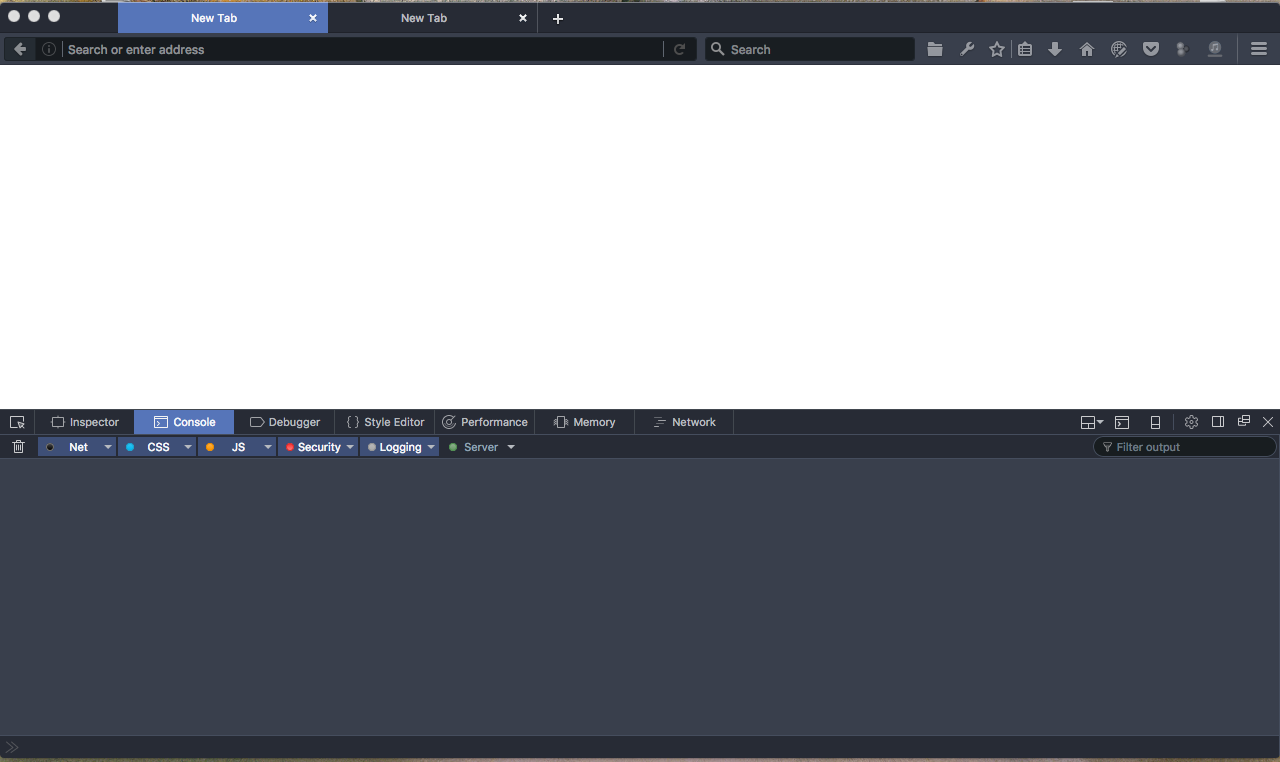 New Tab New Tab
Search or enter address Search
Inspector Console Debugger Style Editor Performance Memory Network
Net CSS JS Security Logging Server Filter output